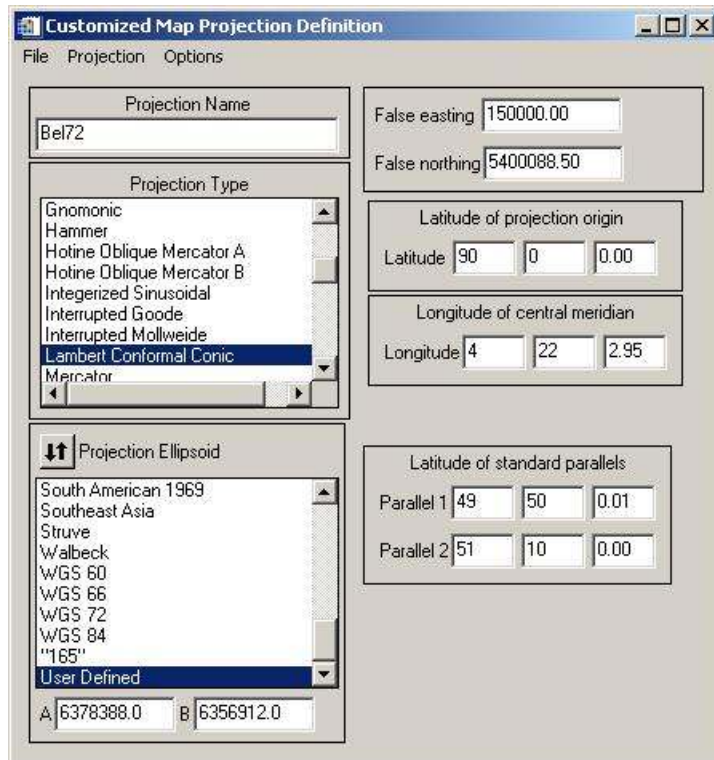 Customized Map Projection Definition
File Projection Options
Projection Name
Bel72
Projection Type
Gnomonic
Hammer
Hotine Oblique Mercator A
Hotine Oblique Mercator B
Integerized Sinusoidal
Interrupted Goode
Interrupted Mollweide
Lambert Conformal Conic
Mercator
Projection Ellipsoid
South American 1969
Southeast Asia
Struve
Walbeck
WGS 60
WGS 66
WGS 72
WGS 84
"165"
User Defined
A 6378388.0 B 6356912.0
False easting 150000.00
False northing 5400088.50
Latitude of projection origin
Latitude 90 0 0.00
Longitude of central meridian
Longitude 4 22 2.95
Latitude of standard parallels
Parallel 1 49 50 0.01
Parallel 2 51 10 0.00